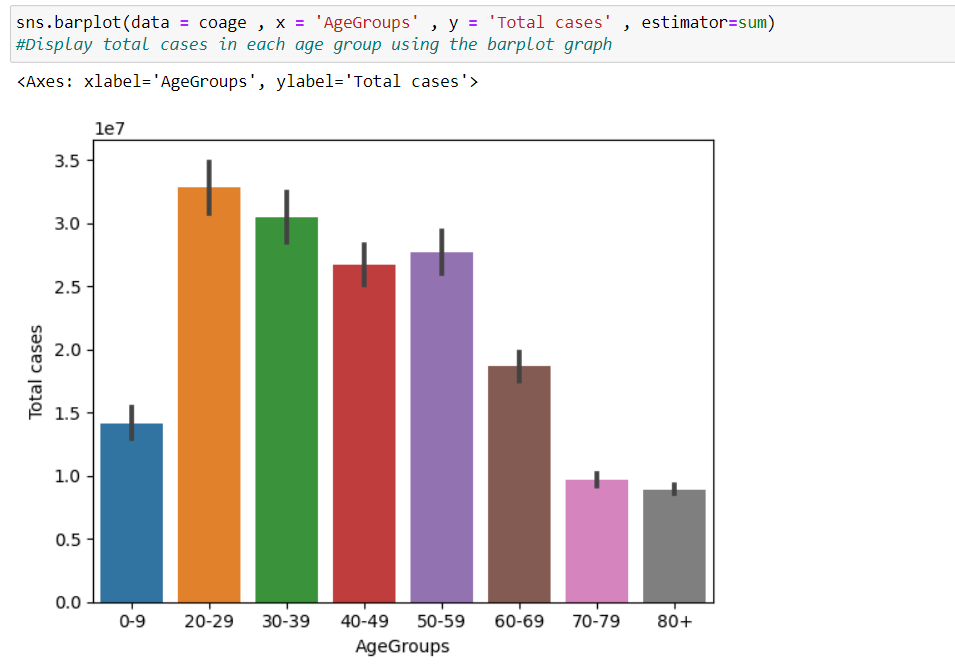 sns.barplot(data = coage , x = 'AgeGroups' , y = 'Total cases' , estimator=sum)
#Display total cases in each age group using the barplot graph
<Axes: xlabel='AgeGroups', ylabel='Total cases'>
1e7
3.5
3.0
2.5
2.0
1.5
1.0
0.5
0.0
Total cases
0-9 20-29 30-39 40-49 50-59 60-69 70-79 80+
AgeGroups